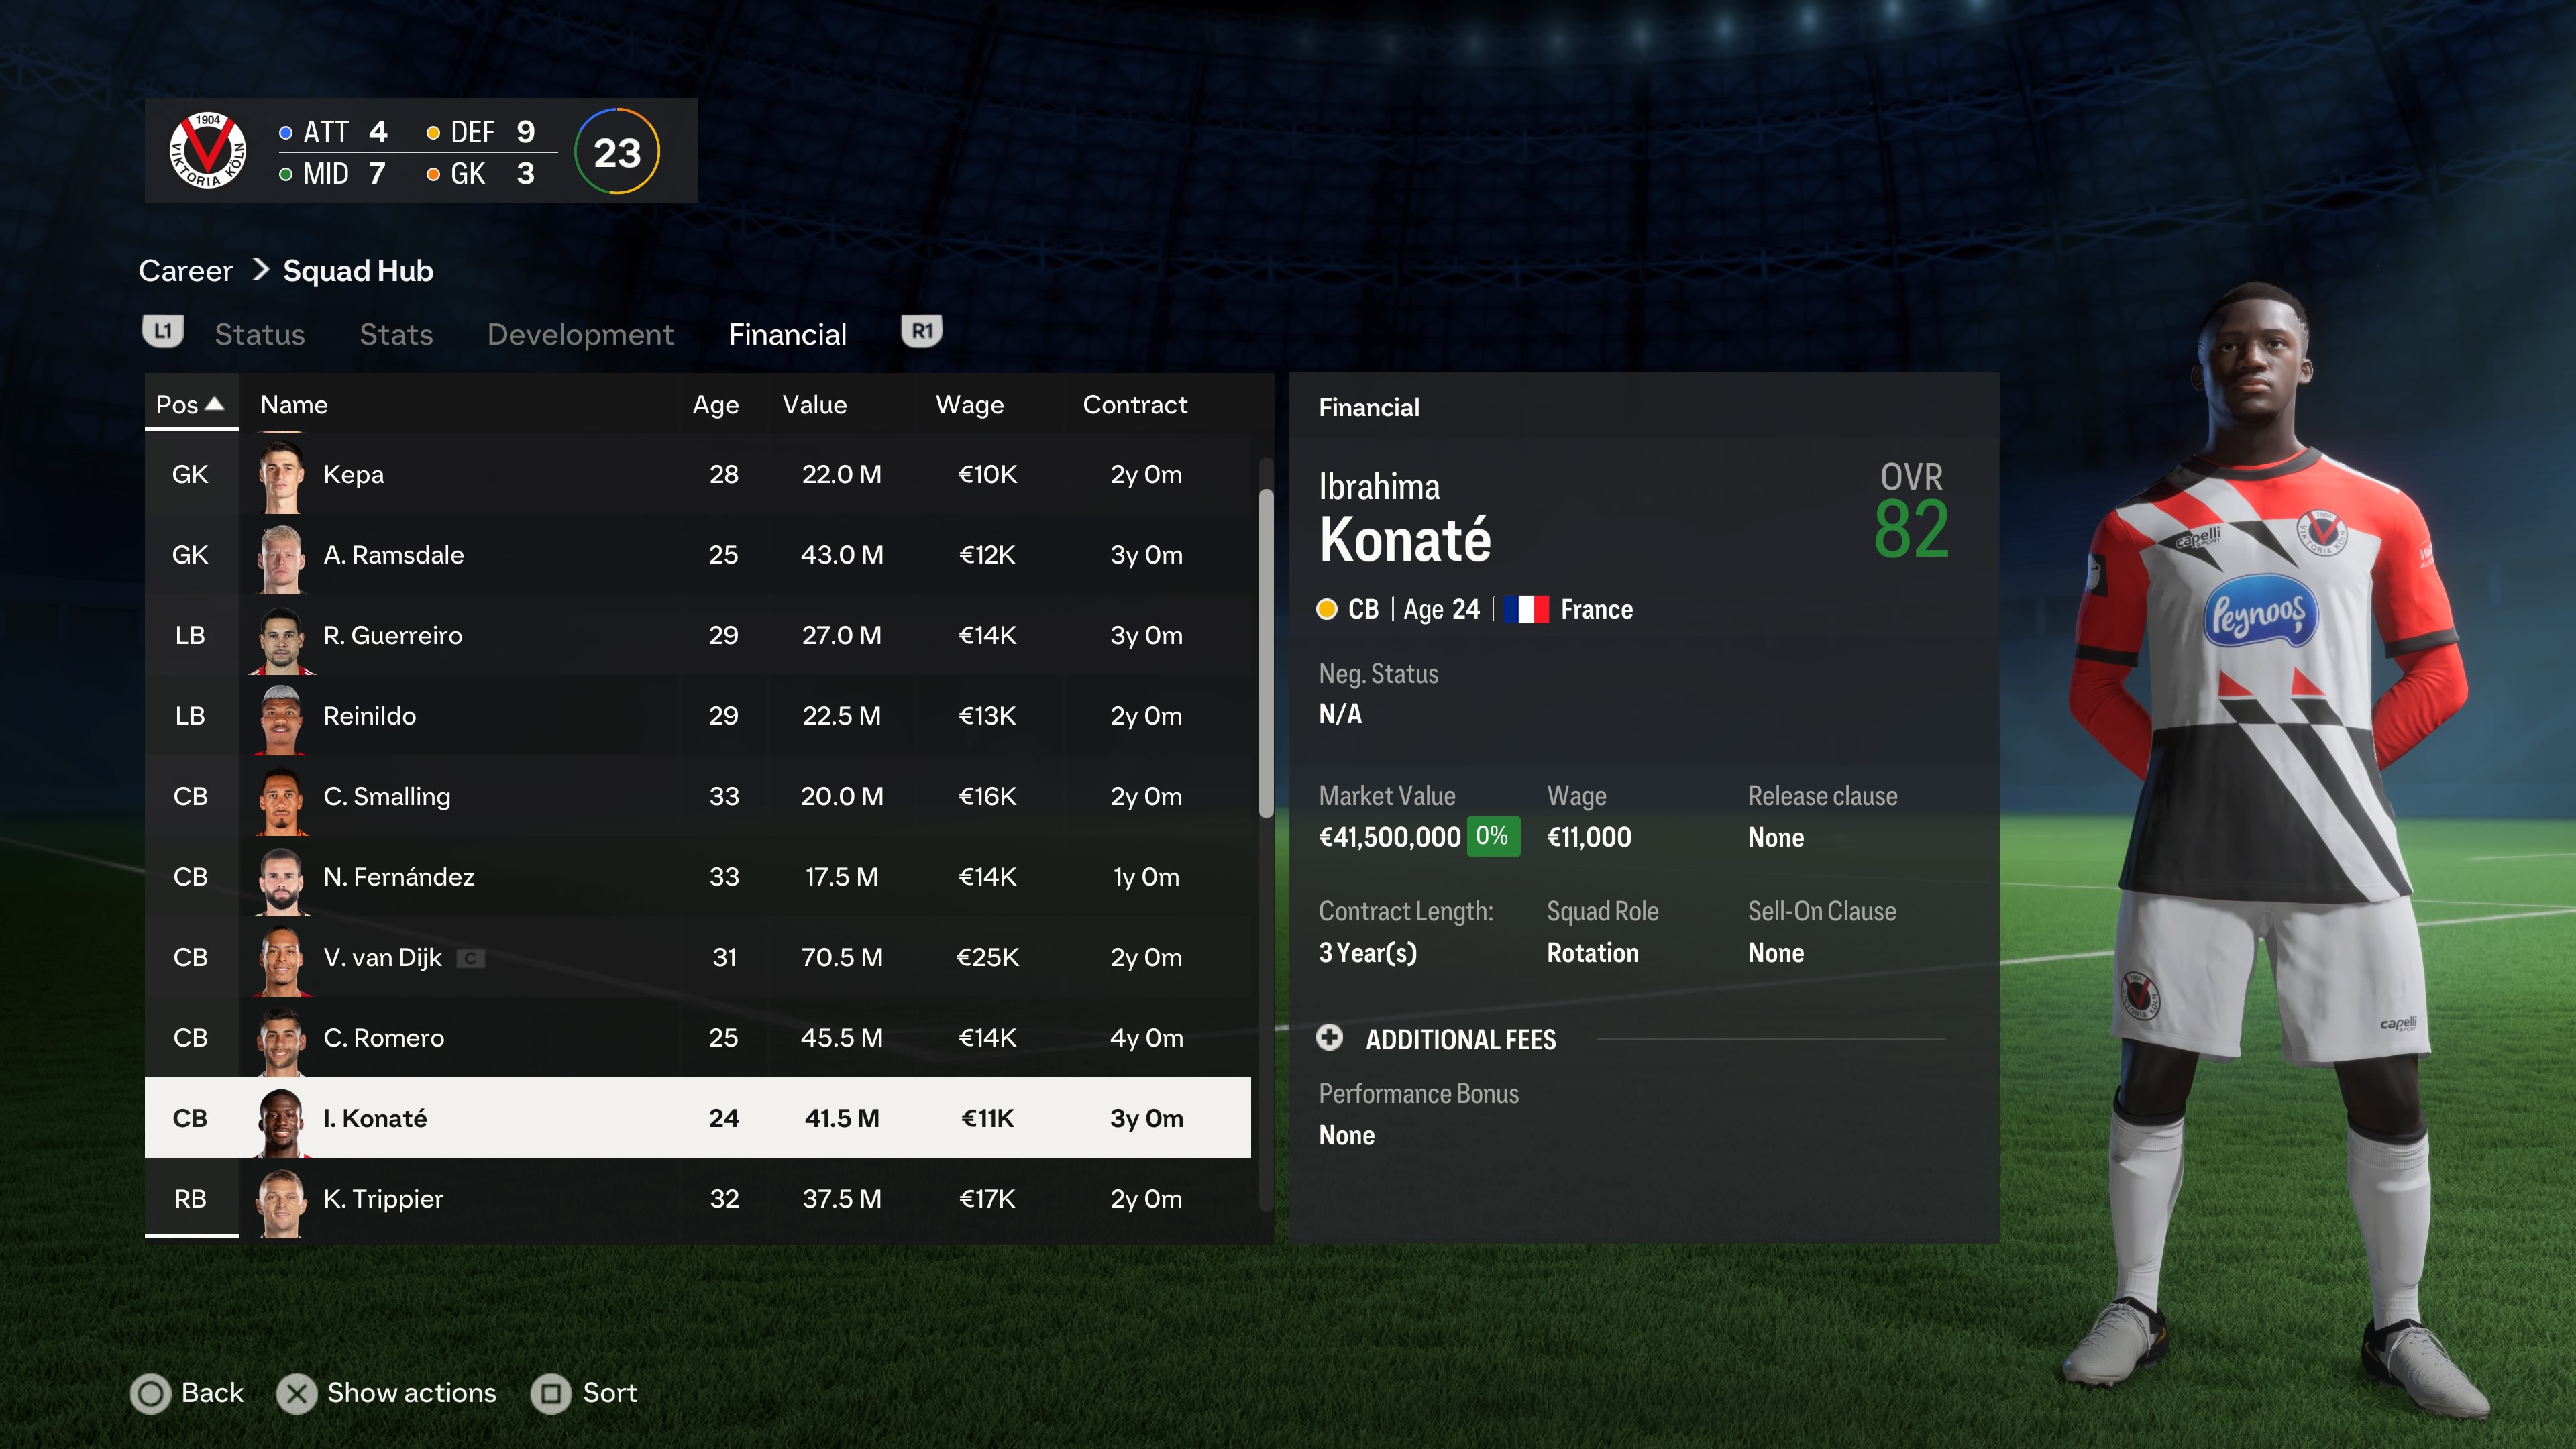 1904
VIKTORIA KÖLN
ATT 4 DEF 9
MID 7 GK 3
23
Career > Squad Hub
L1 Status Stats Development Financial R1
Pos Name Age Value Wage Contract
GK Kepa 28 22.0 M €10K 2y 0m
GK A. Ramsdale 25 43.0 M €12K 3y 0m
LB R. Guerreiro 29 27.0 M €14K 3y 0m
LB Reinildo 29 22.5 M €13K 2y 0m
CB C. Smalling 33 20.0 M €16K 2y 0m
CB N. Fernández 33 17.5 M €14K 1y 0m
CB V. van Dijk C 31 70.5 M €25K 2y 0m
CB C. Romero 25 45.5 M €14K 4y 0m
CB I. Konaté 24 41.5 M €11K 3y 0m
RB K. Trippier 32 37.5 M €17K 2y 0m
Financial
Ibrahima
Konaté
OVR
82
CB | Age 24 | France
Neg. Status
N/A
Market Value Wage Release clause
€41,500,000 0% €11,000 None
Contract Length: Squad Role Sell-On Clause
3 Year(s) Rotation None
ADDITIONAL FEES
Performance Bonus
None
capelli
SPORT
1904
VIKTORIA KÖLN
Peynoos
1904
VIKTORIA KÖLN
capelli
SPORT
Back Show actions Sort